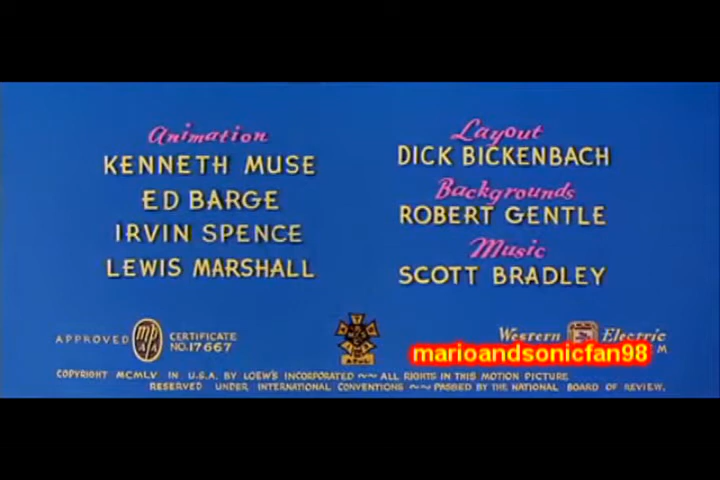 Animation
KENNETH MUSE
ED BARGE
IRVIN SPENCE
LEWIS MARSHALL
Layout
DICK BICKENBACH
Backgrounds
ROBERT GENTLE
Music
SCOTT BRADLEY
APPROVED
CERTIFICATE
NO.17667
Western Electric
marioandsonicfan98
COPYRIGHT MCMLV IN U.S.A. BY LOEW'S INCORPORATED ~~ ALL RIGHTS IN THIS MOTION PICTURE
RESERVED UNDER INTERNATIONAL CONVENTIONS ~~ PASSED BY THE NATIONAL BOARD OF REVIEW.